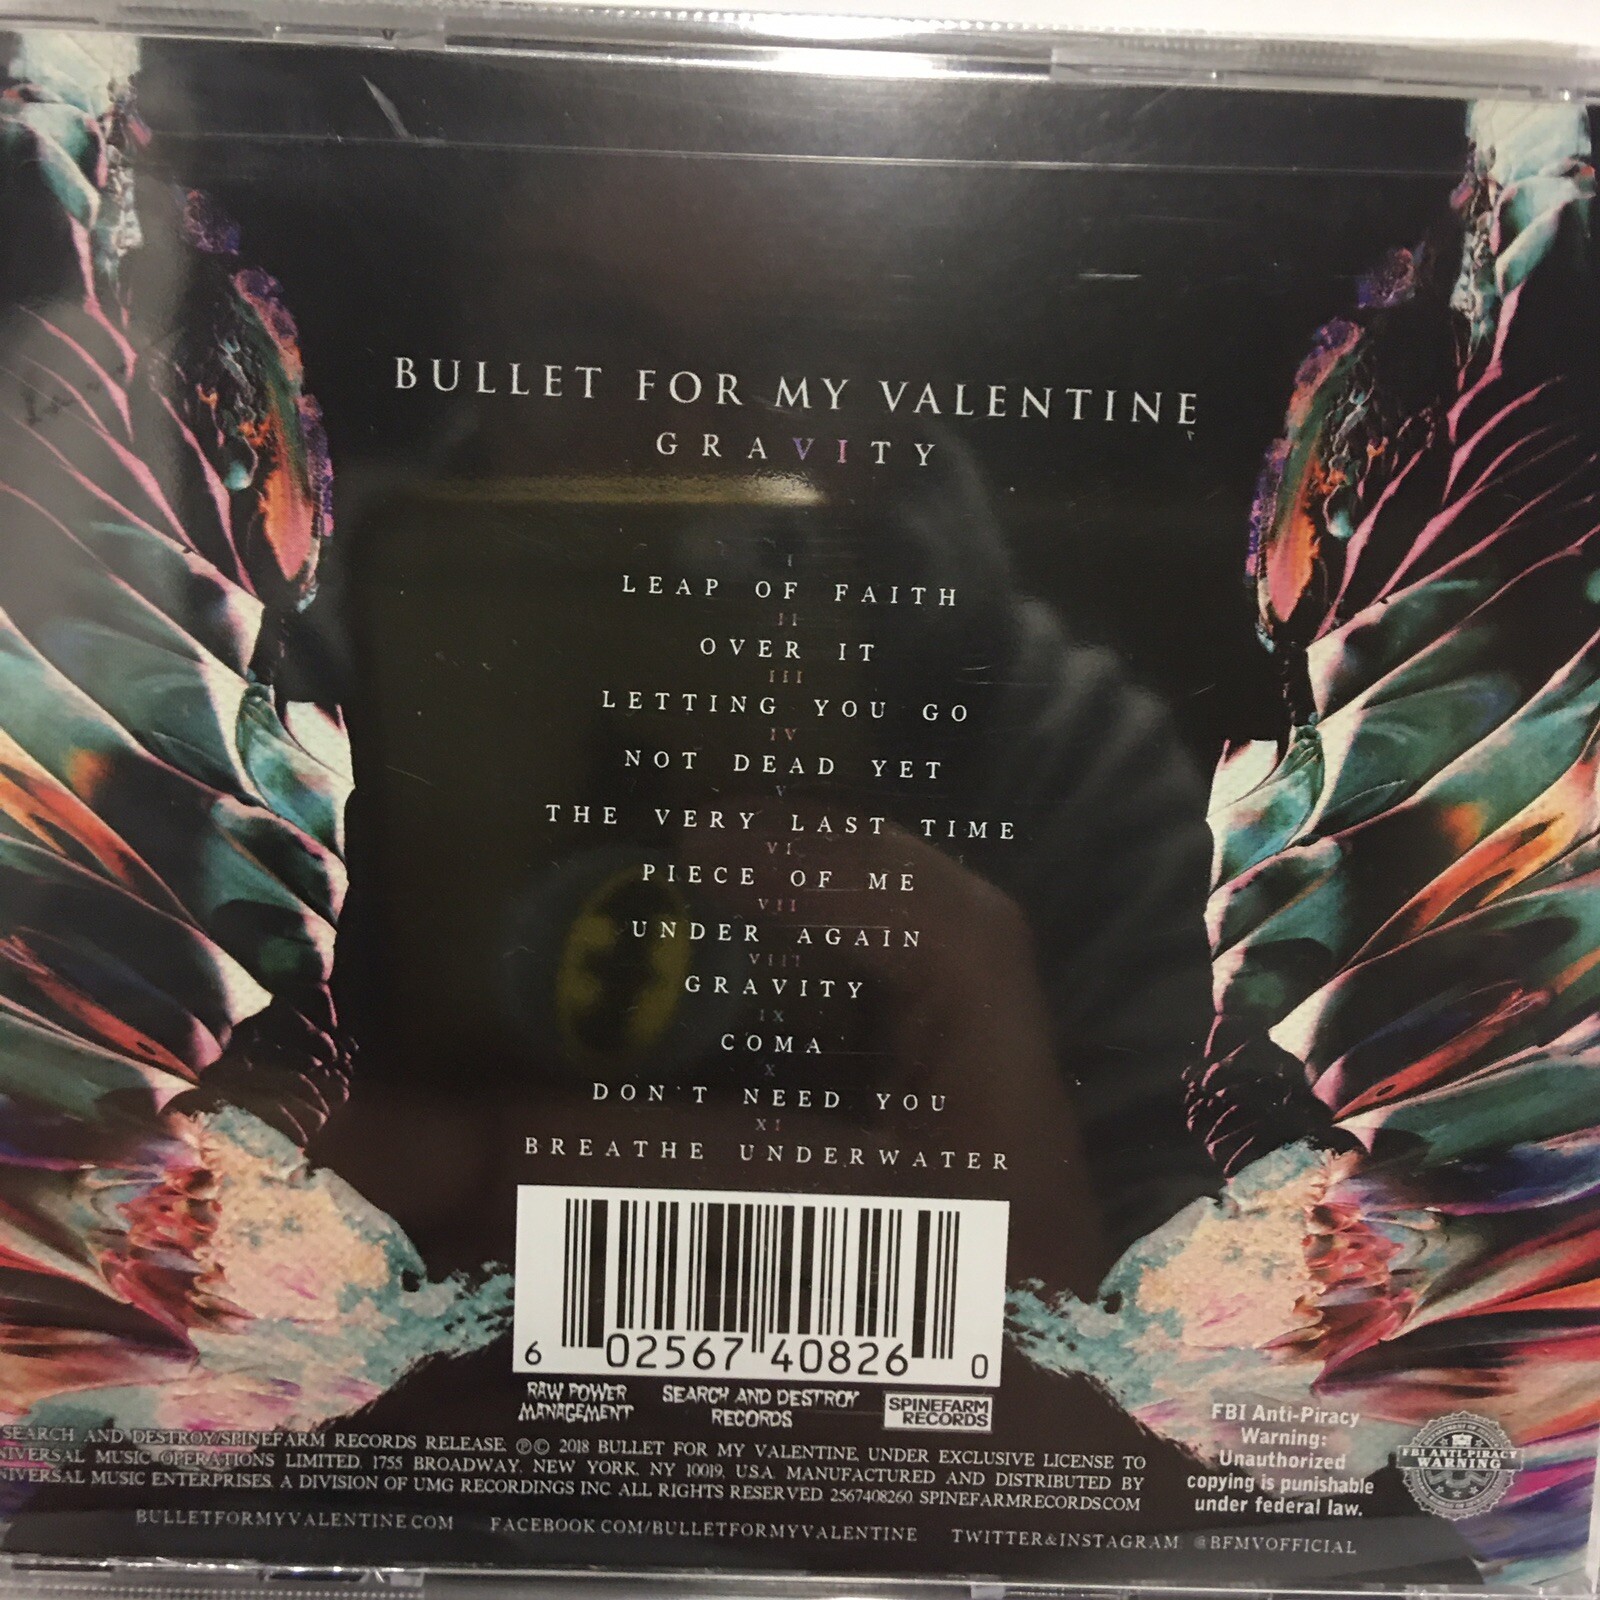 BULLET FOR MY VALENTINE
GRAVITY
I
LEAP OF FAITH
II
OVER IT
III
LETTING YOU GO
IV
NOT DEAD YET
V
THE VERY LAST TIME
VI
PIECE OF ME
VII
UNDER AGAIN
VIII
GRAVITY
IX
COMA
X
DON'T NEED YOU
XI
BREATHE UNDERWATER
6 02567 40826 0
RAW POWER
MANAGEMENT
SEARCH AND DESTROY
RECORDS
SPINEFARM
RECORDS
SEARCH AND DESTROY/SPINEFARM RECORDS RELEASE. ℗© 2018 BULLET FOR MY VALENTINE, UNDER EXCLUSIVE LICENSE TO
NIVERSAL MUSIC OPERATIONS LIMITED, 1755 BROADWAY, NEW YORK, NY 10019, U.S.A. MANUFACTURED AND DISTRIBUTED BY
NIVERSAL MUSIC ENTERPRISES, A DIVISION OF UMG RECORDINGS INC. ALL RIGHTS RESERVED. 2567408260. SPINEFARMRECORDS.COM
BULLETFORMYVALENTINE.COM FACEBOOK.COM/BULLETFORMYVALENTINE TWITTER&INSTAGRAM @BFMVOFFICIAL
FBI Anti-Piracy
Warning:
Unauthorized
copying is punishable
under federal law.
FBI ANTI-PIRACY
WARNING